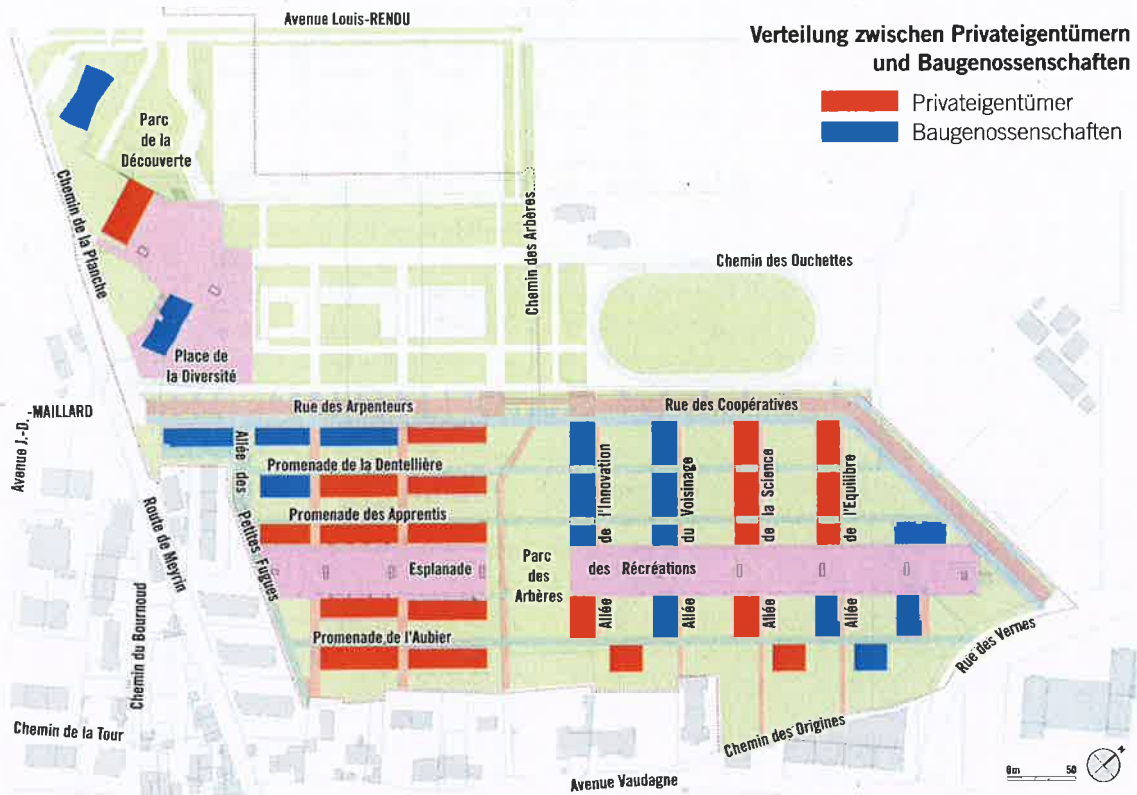 Avenue Louis-RENDU
Verteilung zwischen Privateigentümern
und Baugenossenschaften
Privateigentümer
Baugenossenschaften
Parc
de la
Découverte
Chemin de la Planche
Chemin des Arbères
Chemin des Ouchettes
Place de
la Diversité
Avenue J.-D.
-MAILLARD
Rue des Arpenteurs
Rue des Coopératives
Allée des Petites Fugues
Promenade de la Dentellière
Promenade des Apprentis
Esplanade
des Récréations
Parc
des
Arbères
Allée de l'Innovation
Allée du Voisinage
Allée de la Science
Allée de l'Equilibre
Promenade de l'Aubier
Route de Meyrin
Chemin du Bournoud
Chemin de la Tour
Rue des Vernes
Chemin des Origines
Avenue Vaudagne
0m 50